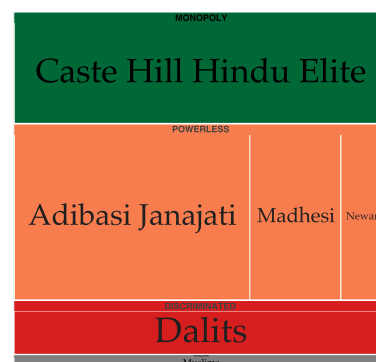 MONOPOLY
Caste Hill Hindu Elite
POWERLESS
Adibasi Janajati
Madhesi
Newar
DISCRIMINATED
Dalits